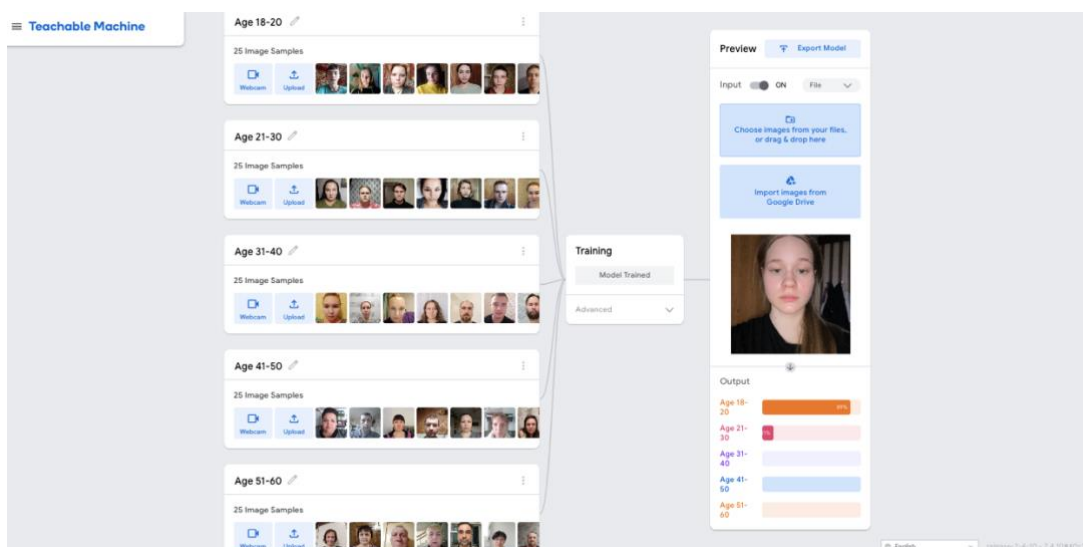 Teachable Machine
Age 18-20
25 Image Samples
Webcam
Upload
Age 21-30
25 Image Samples
Webcam
Upload
Age 31-40
25 Image Samples
Webcam
Upload
Age 41-50
25 Image Samples
Webcam
Upload
Age 51-60
25 Image Samples
Training
Model Trained
Advanced
Preview
Export Model
Input
ON
File
Choose images from your files,
or drag & drop here
Import images from
Google Drive
Output
Age 18-
20
Age 21-
30
Age 31-
40
Age 41-
50
Age 51-
60
English